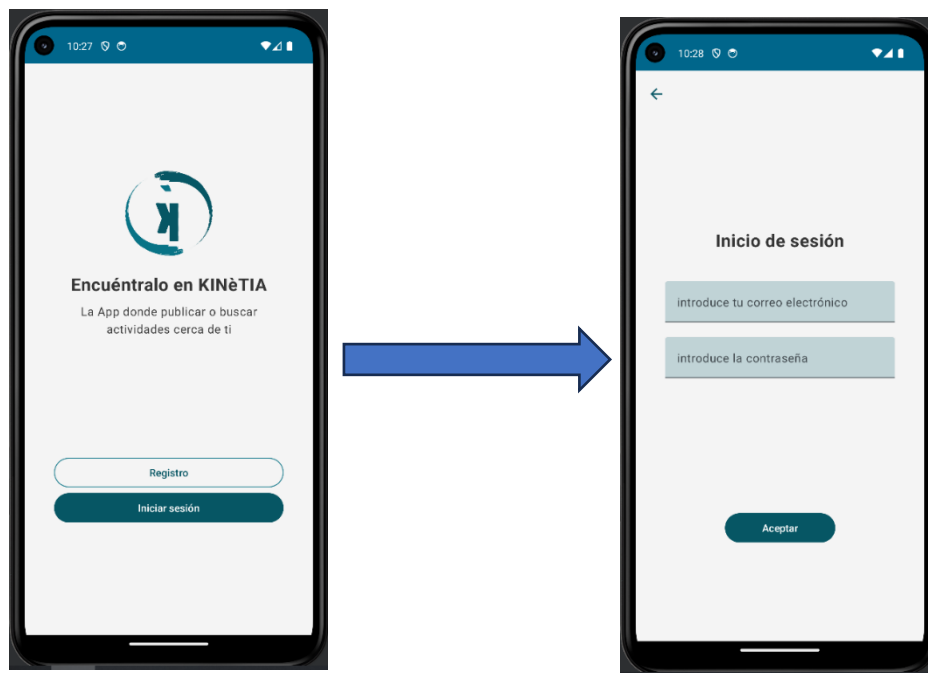 10:27
k
Encuéntralo en KINèTIA
La App donde publicar o buscar
actividades cerca de ti
Registro
Iniciar sesión
10:28
Inicio de sesión
introduce tu correo electrónico
introduce la contraseña
Aceptar